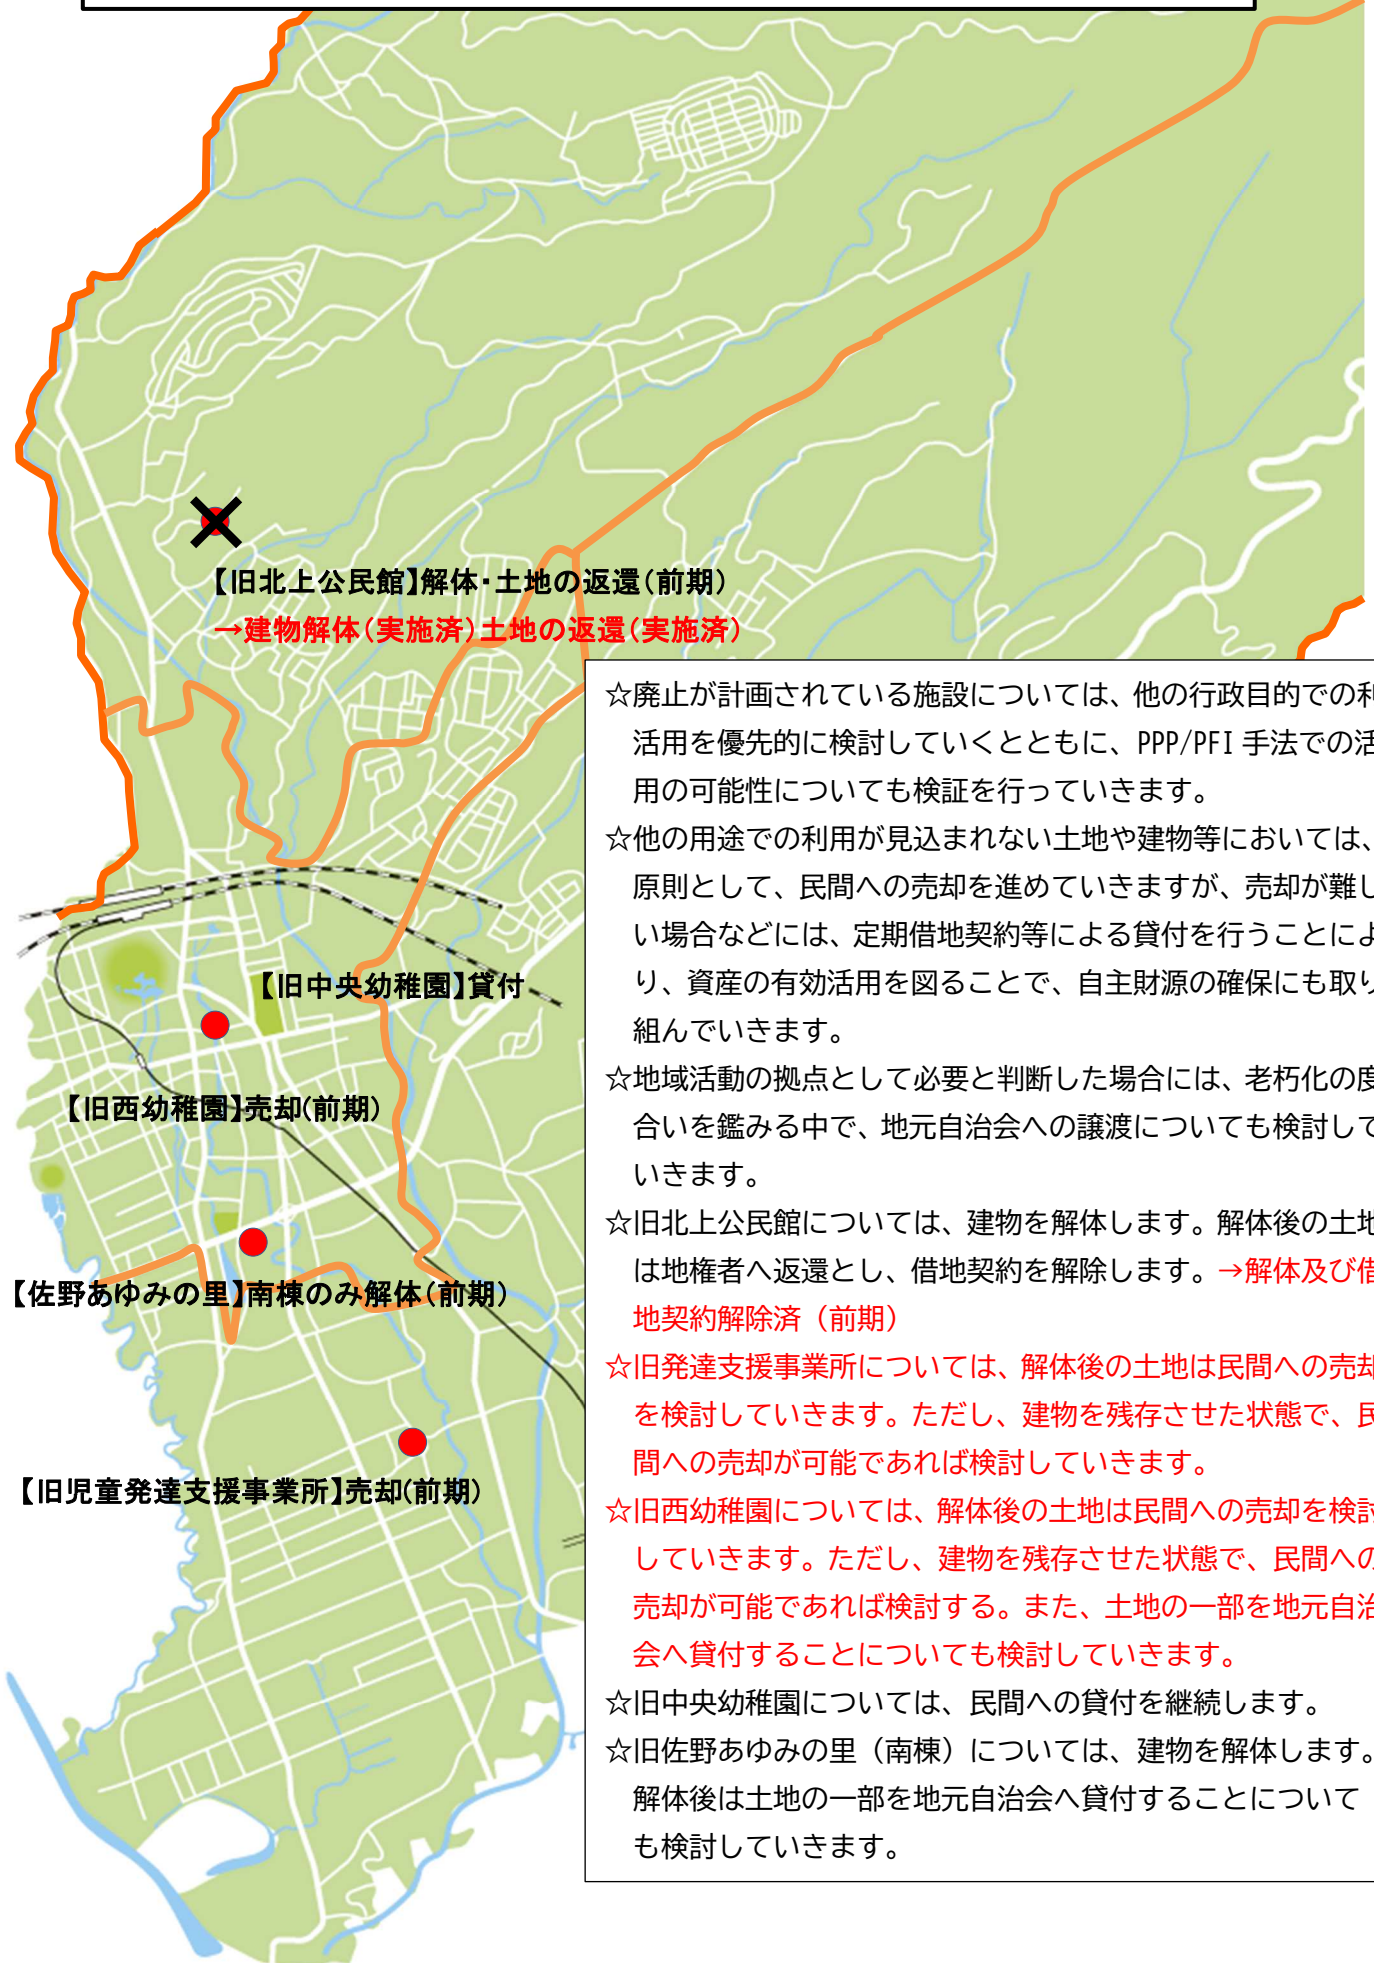 【旧北上公民館】解体・土地の返還(前期)
→建物解体(実施済)土地の返還(実施済)
【旧中央幼稚園】貸付
【旧西幼稚園】売却(前期)
【佐野あゆみの里】南棟のみ解体(前期)
【旧児童発達支援事業所】売却(前期)
☆廃止が計画されている施設については、他の行政目的での利
活用を優先的に検討していくとともに、PPP/PFI 手法での活
用の可能性についても検証を行っていきます。
☆他の用途での利用が見込まれない土地や建物等においては、
原則として、民間への売却を進めていきますが、売却が難し
い場合などには、定期借地契約等による貸付を行うことによ
り、資産の有効活用を図ることで、自主財源の確保にも取り
組んでいきます。
☆地域活動の拠点として必要と判断した場合には、老朽化の度
合いを鑑みる中で、地元自治会への譲渡についても検討して
いきます。
☆旧北上公民館については、建物を解体します。解体後の土地
は地権者へ返還とし、借地契約を解除します。→解体及び借
地契約解除済（前期）
☆旧発達支援事業所については、解体後の土地は民間への売却
を検討していきます。ただし、建物を残存させた状態で、民
間への売却が可能であれば検討していきます。
☆旧西幼稚園については、解体後の土地は民間への売却を検討
していきます。ただし、建物を残存させた状態で、民間への
売却が可能であれば検討する。また、土地の一部を地元自治
会へ貸付することについても検討していきます。
☆旧中央幼稚園については、民間への貸付を継続します。
☆旧佐野あゆみの里（南棟）については、建物を解体します。
解体後は土地の一部を地元自治会へ貸付することについて
も検討していきます。